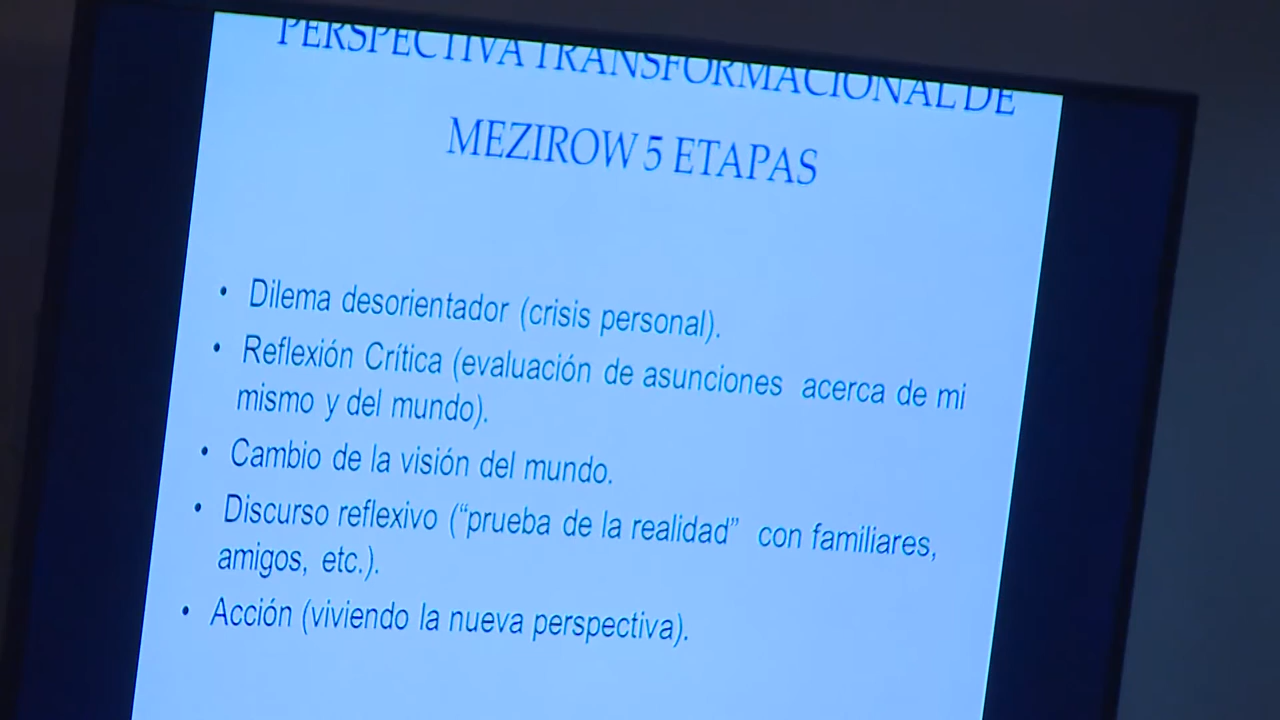 PERSPECTIVA TRANSFORMACIONAL DE
MEZIROW 5 ETAPAS
• Dilema desorientador (crisis personal).
• Reflexión Crítica (evaluación de asunciones acerca de mi
mismo y del mundo).
• Cambio de la visión del mundo.
• Discurso reflexivo (“prueba de la realidad” con familiares,
amigos, etc.).
• Acción (viviendo la nueva perspectiva).